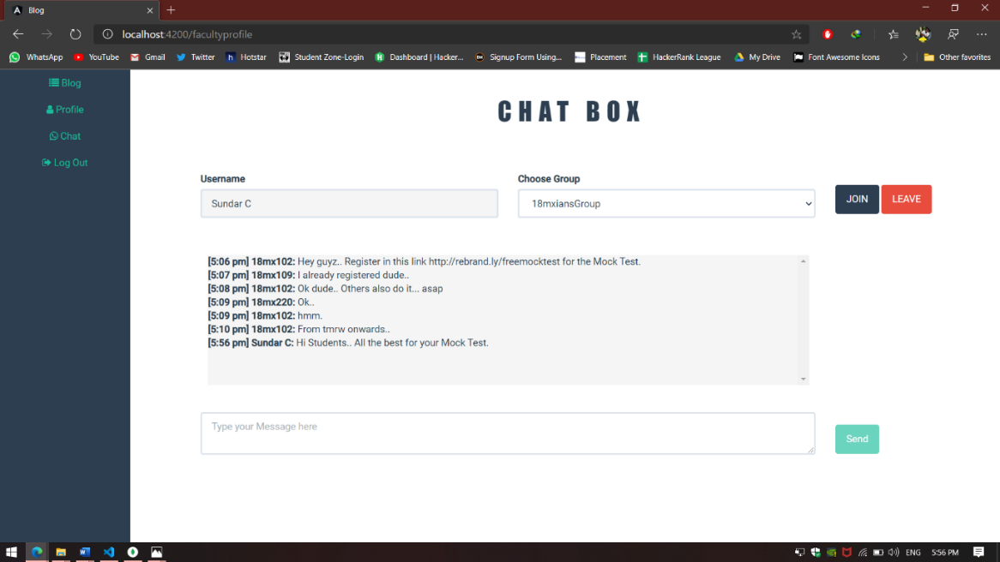 Blog
localhost:4200/facultyprofile
WhatsApp YouTube Gmail Twitter Hotstar Student Zone-Login Dashboard | Hacker... Signup Form Using... Placement HackerRank League My Drive Font Awesome Icons Other favorites
Blog
Profile
Chat
Log Out
CHAT BOX
Username Choose Group
Sundar C 18mxiansGroup JOIN LEAVE
[5:06 pm] 18mx102: Hey guyz.. Register in this link http://rebrand.ly/freemocktest for the Mock Test.
[5:07 pm] 18mx109: I already registered dude..
[5:08 pm] 18mx102: Ok dude.. Others also do it... asap
[5:09 pm] 18mx220: Ok..
[5:09 pm] 18mx102: hmm.
[5:10 pm] 18mx102: From tmrw onwards..
[5:56 pm] Sundar C: Hi Students.. All the best for your Mock Test.
Type your Message here
Send
ENG 5:56 PM